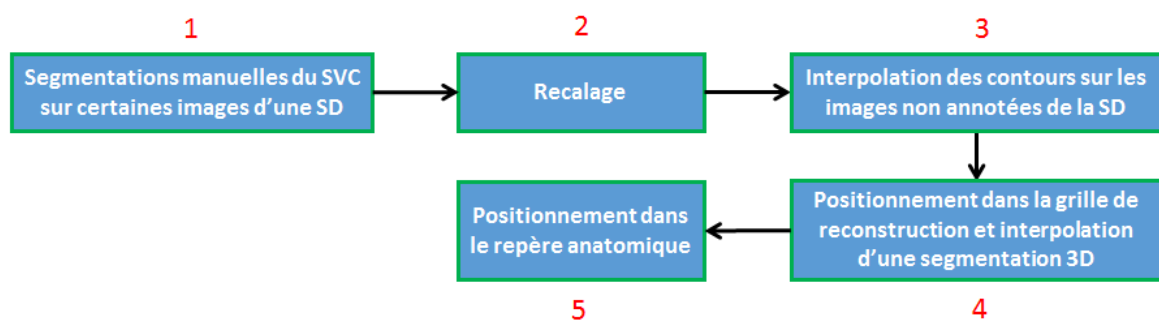 1
Segmentations manuelles du SVC
sur certaines images d'une SD
2
Recalage
3
Interpolation des contours sur les
images non annotées de la SD
Positionnement dans la grille de
reconstruction et interpolation
d'une segmentation 3D
4
Positionnement dans
le repère anatomique
5